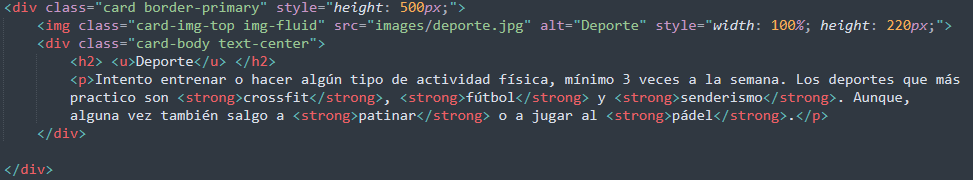 <div class="card border-primary" style="height: 500px;">
<img class="card-img-top img-fluid" src="images/deporte.jpg" alt="Deporte" style="width: 100%; height: 220px;">
<div class="card-body text-center">
<h2> <u>Deporte</u> </h2>
<p>Intento entrenar o hacer algún tipo de actividad física, mínimo 3 veces a la semana. Los deportes que más
practico son <strong>crossfit</strong>, <strong>fútbol</strong> y <strong>senderismo</strong>. Aunque,
alguna vez también salgo a <strong>patinar</strong> o a jugar al <strong>pádel</strong>.</p>
</div>
</div>